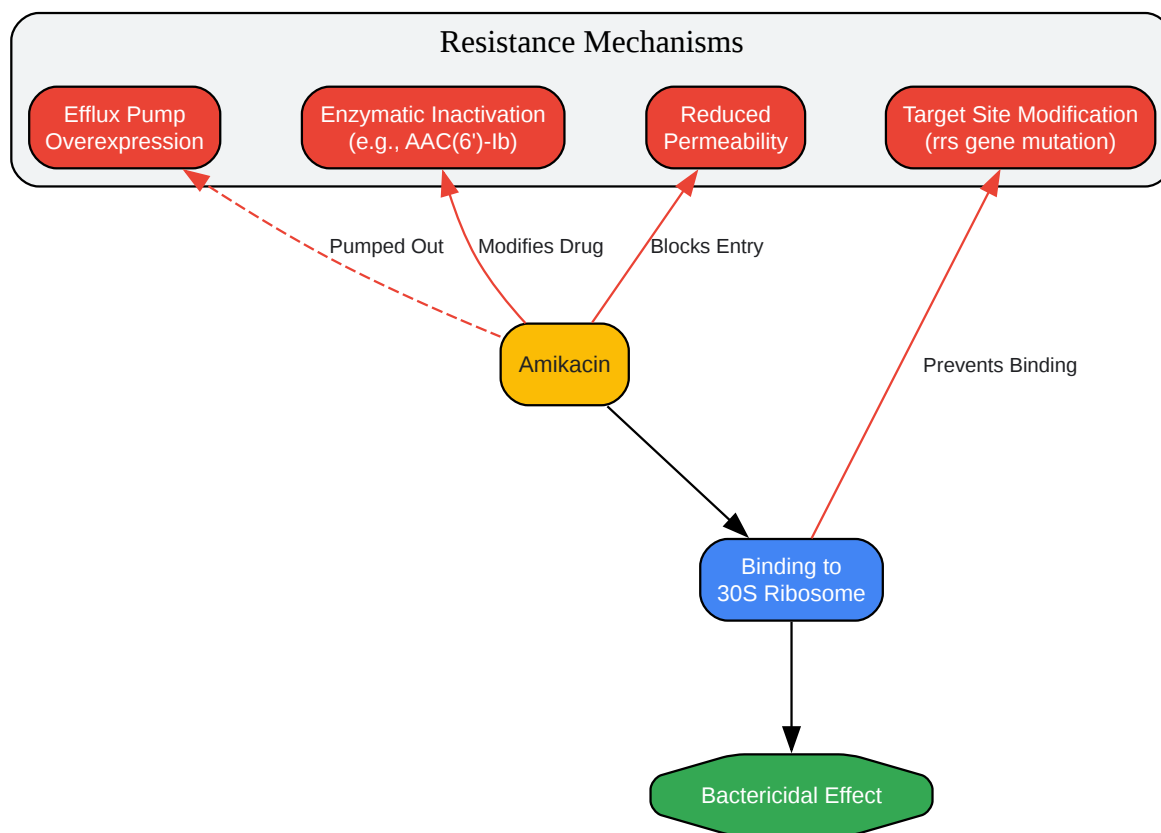 Resistance Mechanisms
Efflux Pump
Overexpression
Enzymatic Inactivation
(e.g., AAC(6')-Ib)
Reduced
Permeability
Target Site Modification
(rrs gene mutation)
Pumped Out
Modifies Drug
Blocks Entry
Amikacin
Prevents Binding
Binding to
30S Ribosome
Bactericidal Effect